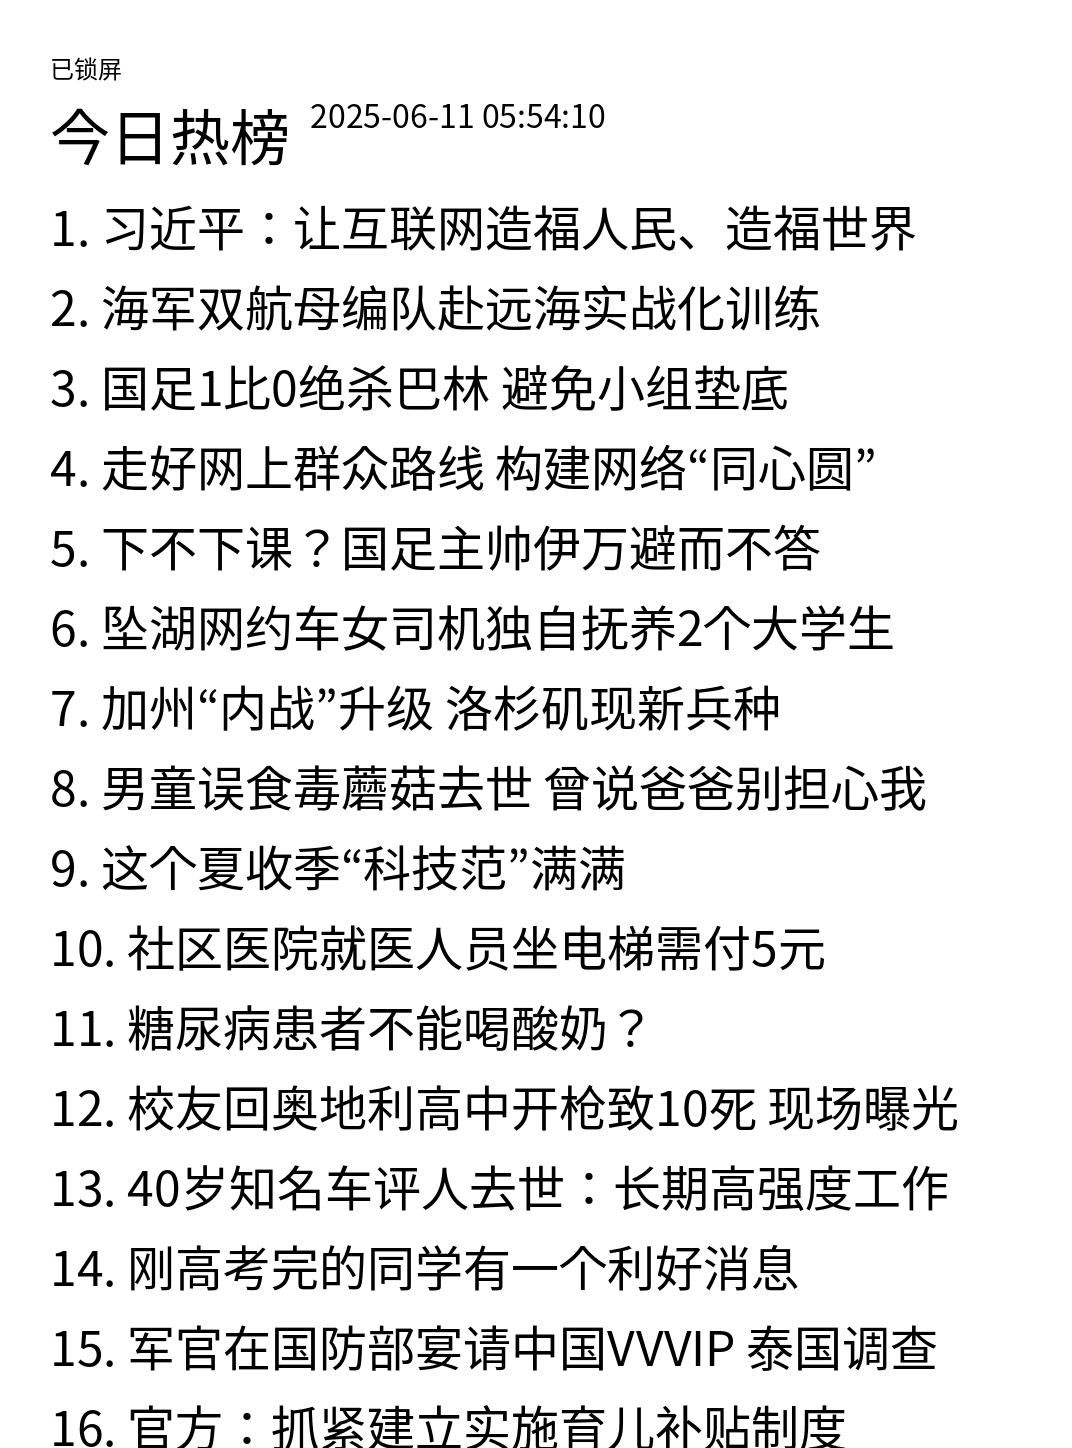 已锁屏
今日热榜 2025-06-11 05:54:10
1. 习近平：让互联网造福人民、造福世界
2. 海军双航母编队赴远海实战化训练
3. 国足1比0绝杀巴林 避免小组垫底
4. 走好网上群众路线 构建网络“同心圆”
5. 下不下课？国足主帅伊万避而不答
6. 坠湖网约车女司机独自抚养2个大学生
7. 加州“内战”升级 洛杉矶现新兵种
8. 男童误食毒蘑菇去世 曾说爸爸别担心我
9. 这个夏收季“科技范”满满
10. 社区医院就医人员坐电梯需付5元
11. 糖尿病患者不能喝酸奶？
12. 校友回奥地利高中开枪致10死 现场曝光
13. 40岁知名车评人去世：长期高强度工作
14. 刚高考完的同学有一个利好消息
15. 军官在国防部宴请中国VVVIP 泰国调查
16. 官方：抓紧建立实施育儿补贴制度